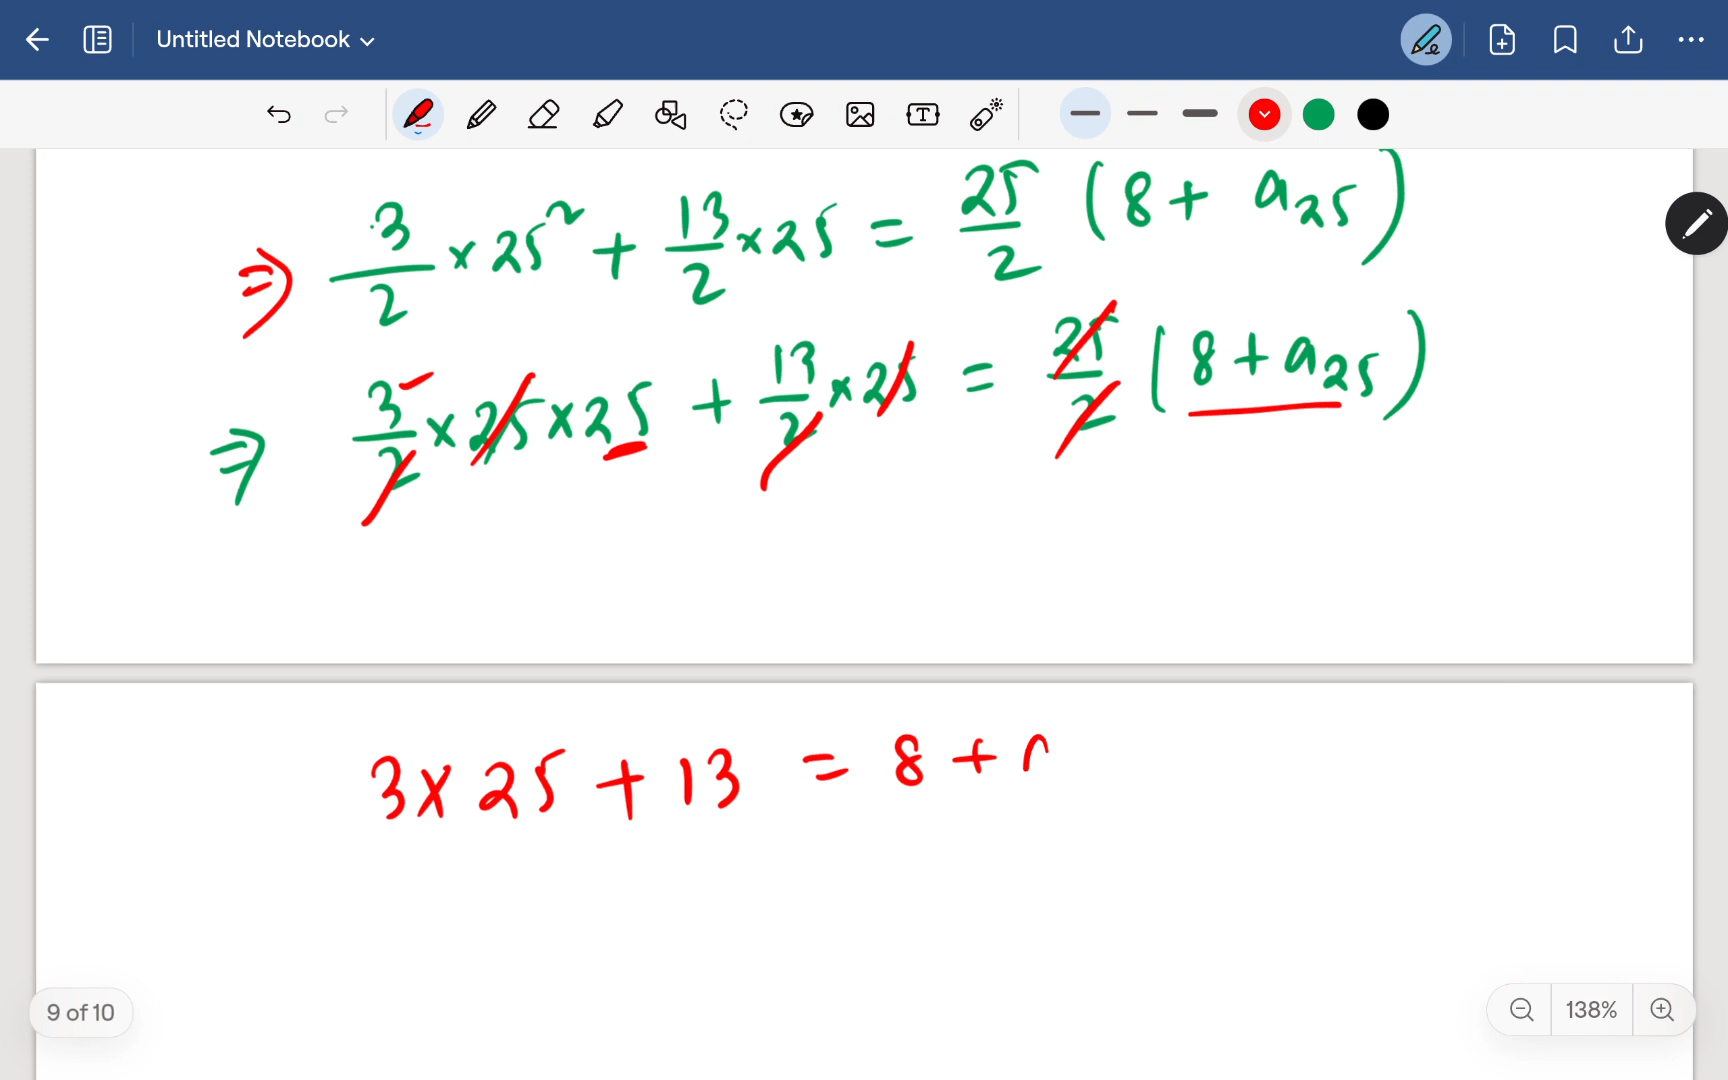 Untitled Notebook
⇒ 3/2 × 25² + 13/2 × 25 = 25/2 (8 + a₂₅)
⇒ 3/2 × 25 × 25 + 13/2 × 25 = 25/2 (8 + a₂₅)
3 × 25 + 13 = 8 +
9 of 10
138%